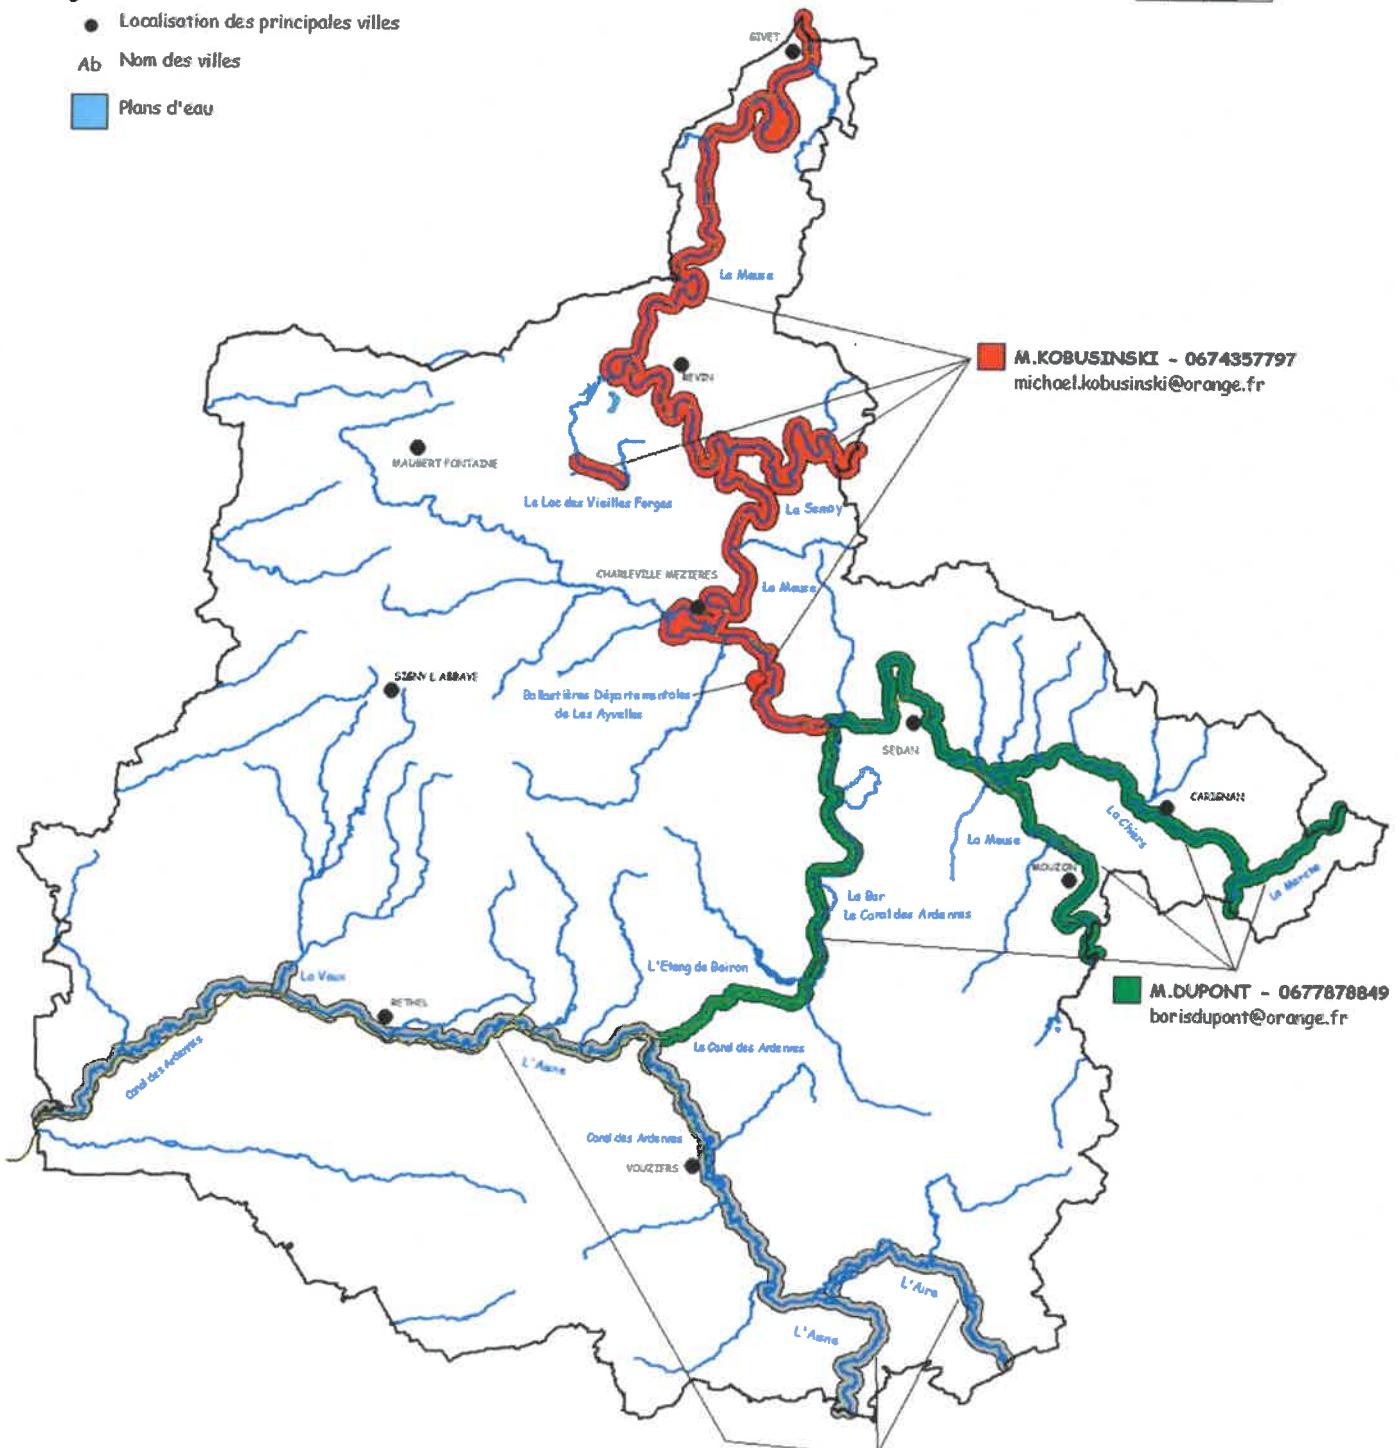 Localisation des principales villes
Ab Nom des villes
Plans d'eau
GIVET
La Meuse
M.KOBUSINSKI - 0674357797
michael.kobusinski@orange.fr
REVIN
MAUBERT FONTAINE
Le Lac des Vieilles Forges
La Semoy
CHARLEVILLE MEZIERES
La Meuse
SIGNY L ABBAYE
Ballastières Départementales
de Les Ayvelles
SEDAN
CARIGNAN
La Chiers
La Meuse
MOUZON
La Marche
La Bar
Le Canal des Ardennes
L'Etang de Bairon
La Vaux
M.DUPONT - 0677878849
borisdupont@orange.fr
RETHEL
Canal des Ardennes
L'Aisne
Le Canal des Ardennes
Canal des Ardennes
VOUZIERS
L'Aire
L'Aisne